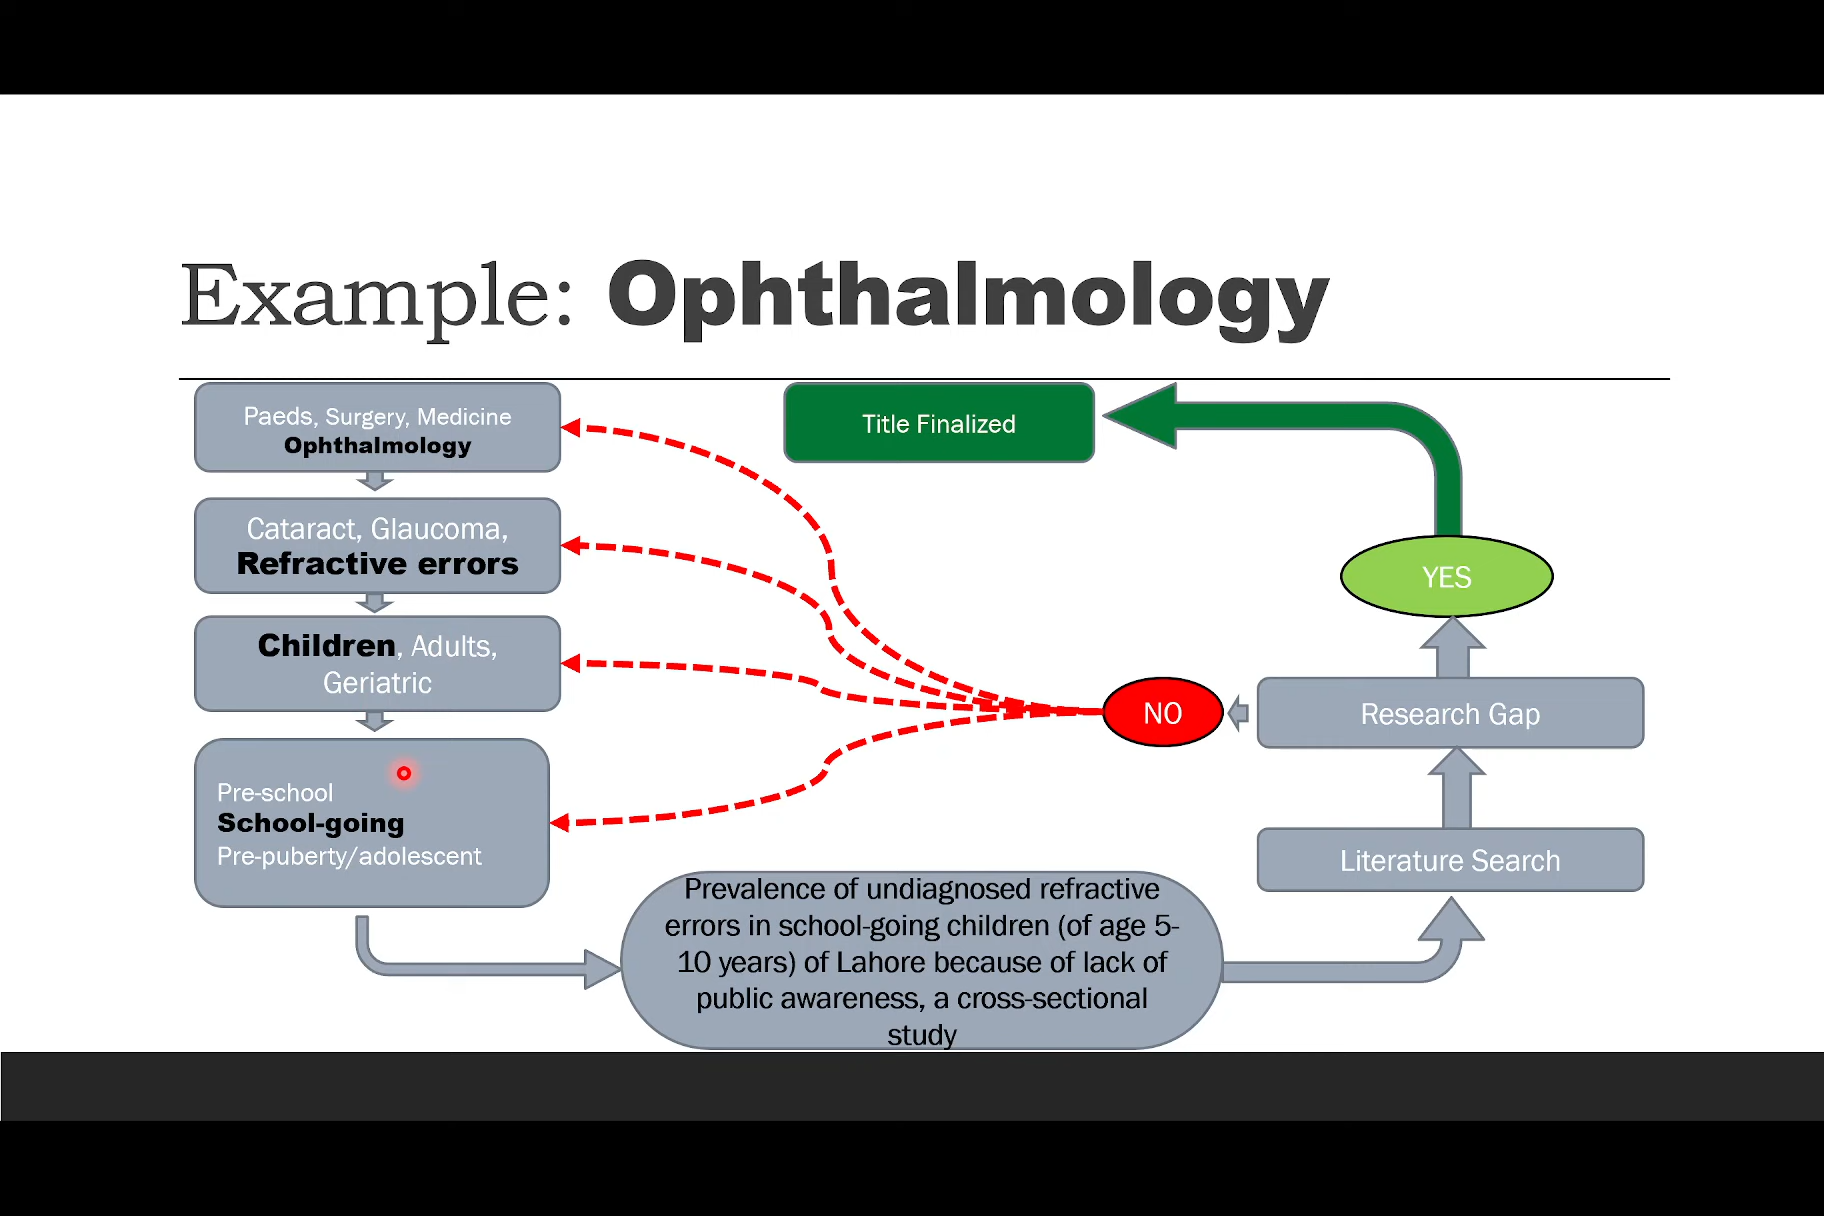 Example: Ophthalmology
Paeds, Surgery, Medicine
Ophthalmology
Cataract, Glaucoma,
Refractive errors
Children, Adults,
Geriatric
Pre-school
School-going
Pre-puberty/adolescent
Prevalence of undiagnosed refractive
errors in school-going children (of age 5-
10 years) of Lahore because of lack of
public awareness, a cross-sectional
study
Literature Search
Research Gap
NO
YES
Title Finalized